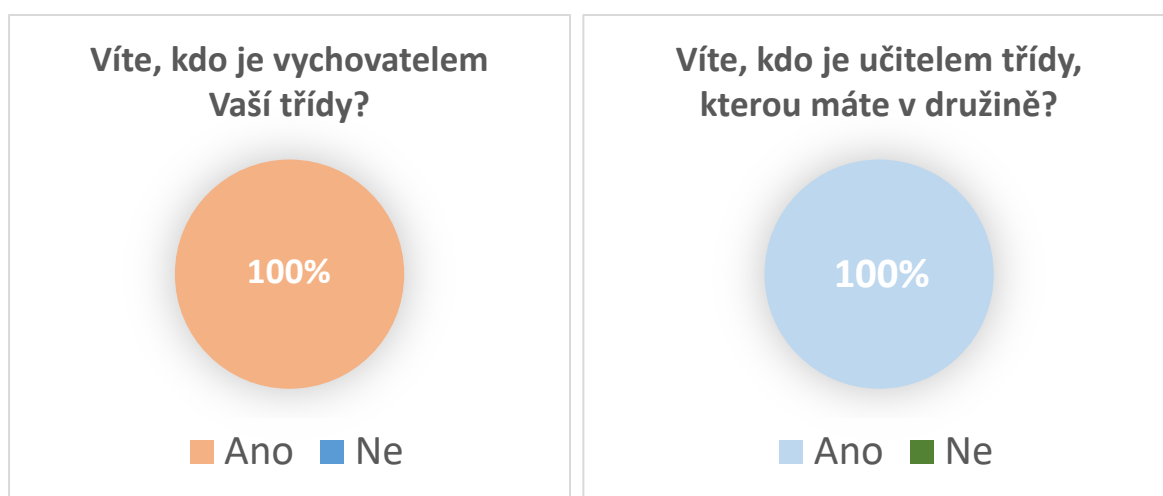 Víte, kdo je vychovatelem
Vaší třídy?
100%
Ano Ne
Víte, kdo je učitelem třídy,
kterou máte v družině?
100%
Ano Ne